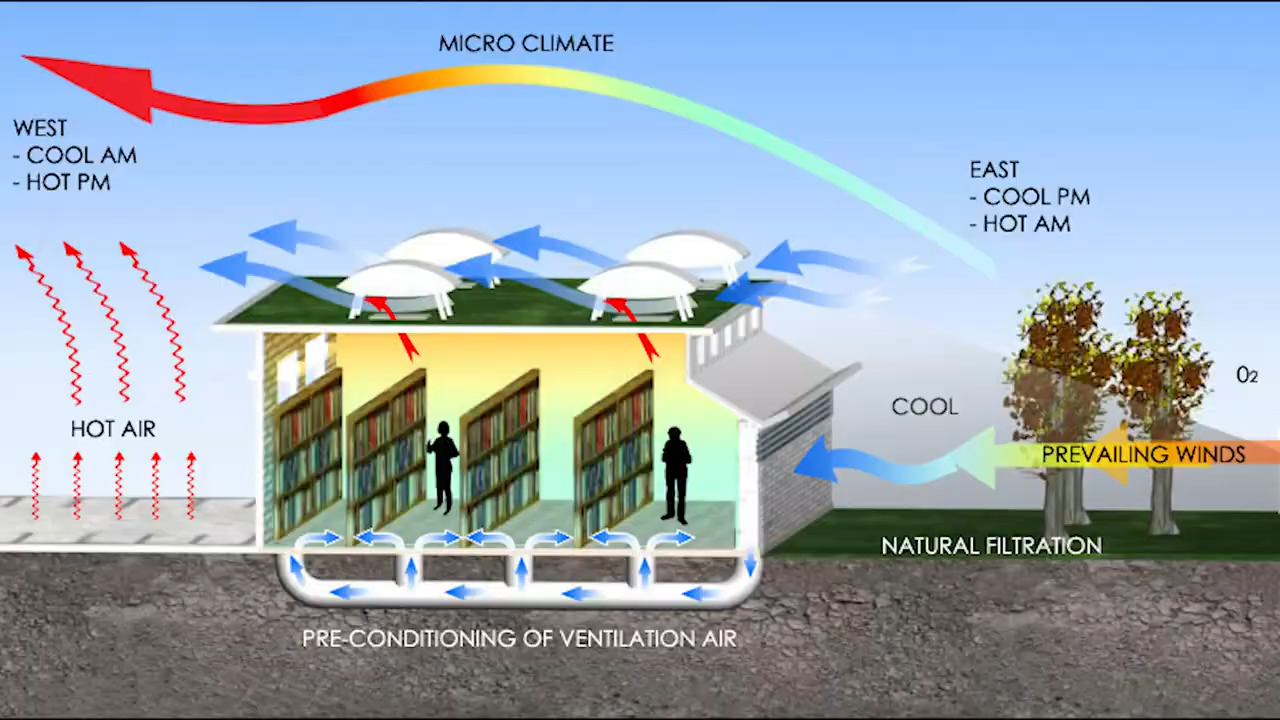 MICRO CLIMATE
WEST
- COOL AM
- HOT PM
EAST
- COOL PM
- HOT AM
O2
COOL
HOT AIR
PREVAILING WINDS
NATURAL FILTRATION
PRE-CONDITIONING OF VENTILATION AIR